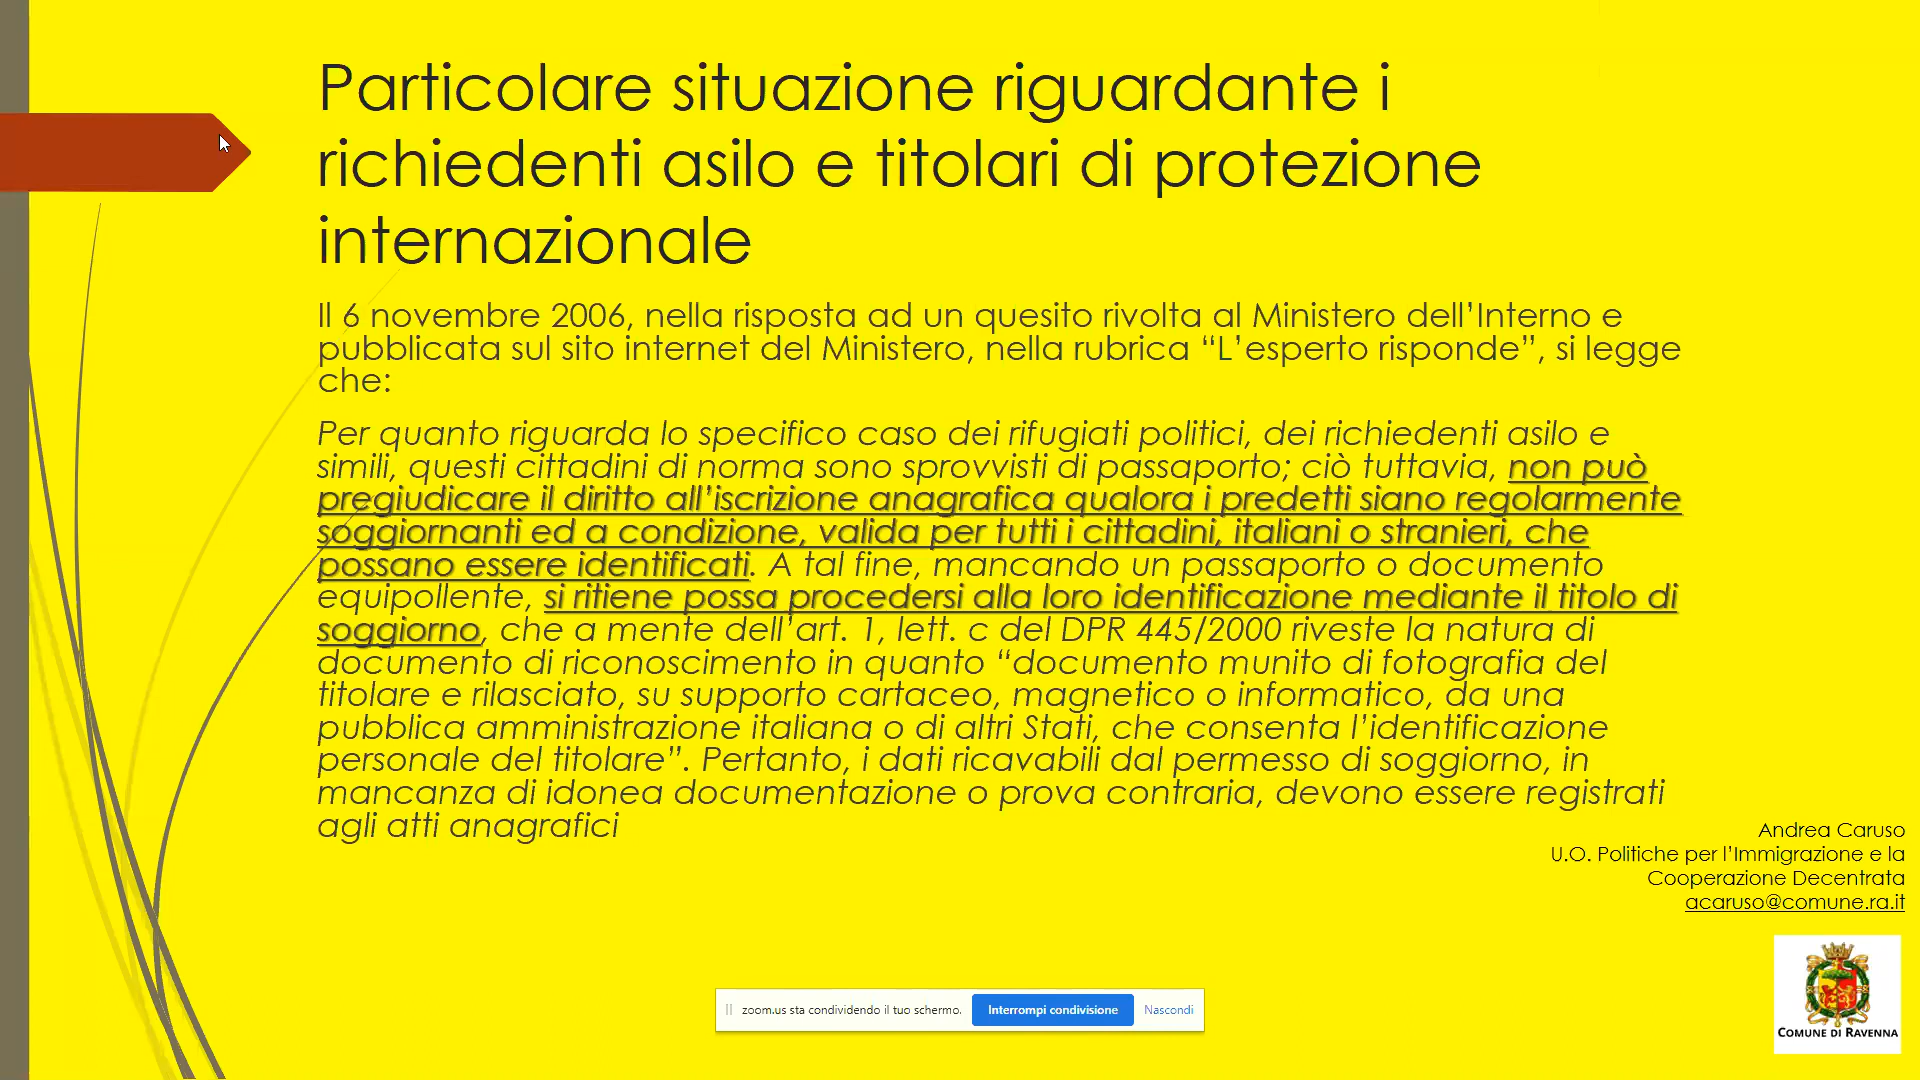 Particolare situazione riguardante i
richiedenti asilo e titolari di protezione
internazionale
Il 6 novembre 2006, nella risposta ad un quesito rivolta al Ministero dell’Interno e
pubblicata sul sito internet del Ministero, nella rubrica “L’esperto risponde”, si legge
che:
Per quanto riguarda lo specifico caso dei rifugiati politici, dei richiedenti asilo e
simili, questi cittadini di norma sono sprovvisti di passaporto; ciò tuttavia, non può
pregiudicare il diritto all’iscrizione anagrafica qualora i predetti siano regolarmente
soggiornanti ed a condizione, valida per tutti i cittadini, italiani o stranieri, che
possano essere identificati. A tal fine, mancando un passaporto o documento
equipollente, si ritiene possa procedersi alla loro identificazione mediante il titolo di
soggiorno, che a mente dell’art. 1, lett. c del DPR 445/2000 riveste la natura di
documento di riconoscimento in quanto “documento munito di fotografia del
titolare e rilasciato, su supporto cartaceo, magnetico o informatico, da una
pubblica amministrazione italiana o di altri Stati, che consenta l’identificazione
personale del titolare”. Pertanto, i dati ricavabili dal permesso di soggiorno, in
mancanza di idonea documentazione o prova contraria, devono essere registrati
agli atti anagrafici
Andrea Caruso
U.O. Politiche per l’Immigrazione e la
Cooperazione Decentrata
acaruso@comune.ra.it
COMUNE DI RAVENNA
zoom.us sta condividendo il tuo schermo. Interrompi condivisione Nascondi